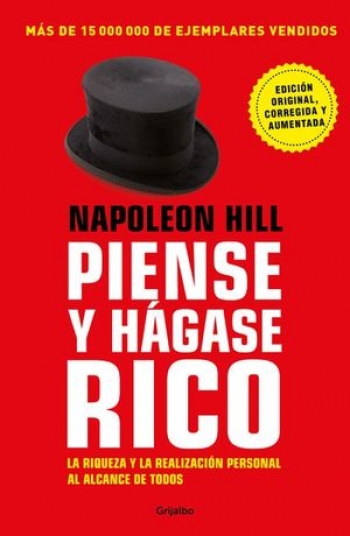 MÁS DE 15 000 000 DE EJEMPLARES VENDIDOS
EDICIÓN
ORIGINAL,
CORREGIDA Y
AUMENTADA
NAPOLEON HILL
PIENSE
Y HÁGASE
RICO
LA RIQUEZA Y LA REALIZACIÓN PERSONAL
AL ALCANCE DE TODOS
Grijalbo